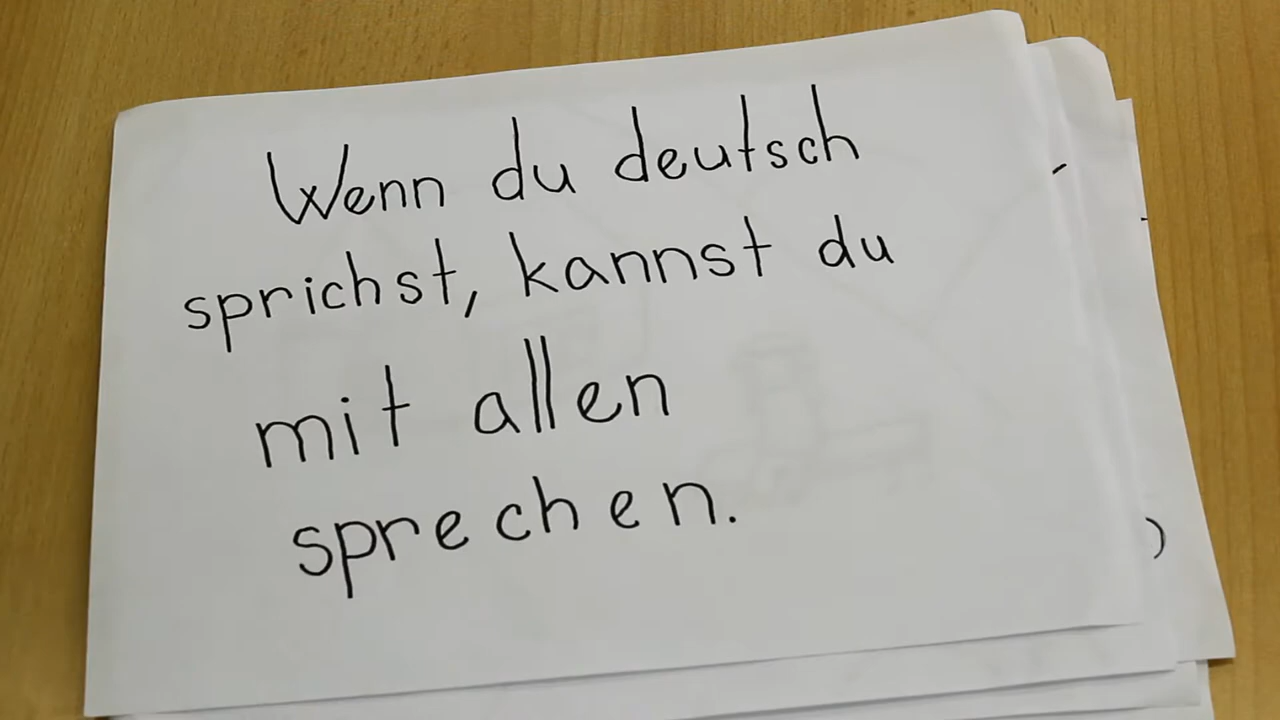 Wenn du deutsch
sprichst, kannst du
mit allen
sprechen.